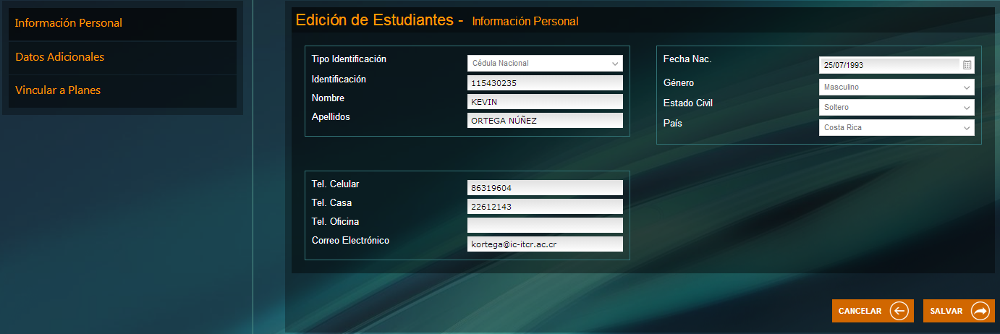 Información Personal
Datos Adicionales
Vincular a Planes
Edición de Estudiantes - Información Personal
Tipo Identificación Cédula Nacional
Identificación 115430235
Nombre KEVIN
Apellidos ORTEGA NÚÑEZ
Fecha Nac. 25/07/1993
Género Masculino
Estado Civil Soltero
País Costa Rica
Tel. Celular 86319604
Tel. Casa 22612143
Tel. Oficina
Correo Electrónico kortega@ic-itcr.ac.cr
CANCELAR SALVAR